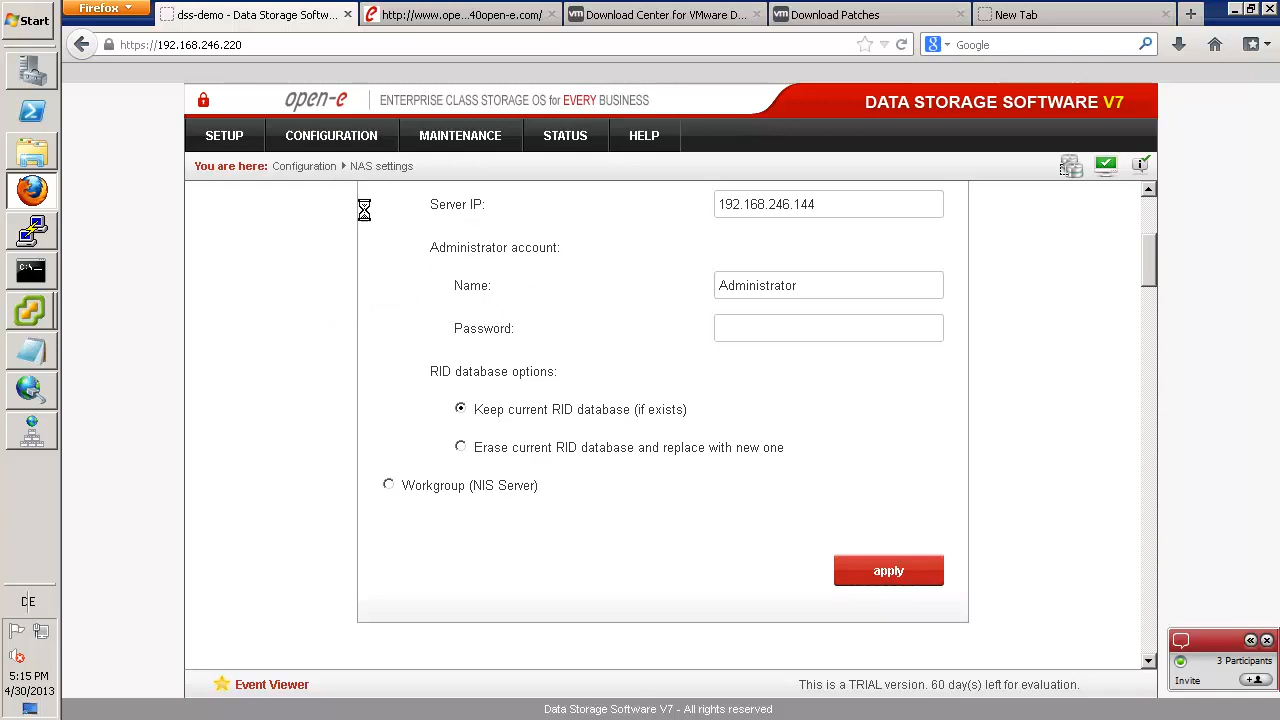 Start
Firefox
dss-demo - Data Storage Softw...
http://www.ope...40open-e.com/
Download Center for VMware D...
Download Patches
New Tab
https://192.168.246.220
Google
open-e
ENTERPRISE CLASS STORAGE OS for EVERY BUSINESS
DATA STORAGE SOFTWARE V7
SETUP
CONFIGURATION
MAINTENANCE
STATUS
HELP
You are here: Configuration NAS settings
Server IP:
192.168.246.144
Administrator account:
Name:
Administrator
Password:
RID database options:
Keep current RID database (if exists)
Erase current RID database and replace with new one
Workgroup (NIS Server)
apply
C:\
DE
5:15 PM
4/30/2013
3 Participants
Invite
Event Viewer
This is a TRIAL version. 60 day(s) left for evaluation.
Data Storage Software V7 - All rights reserved